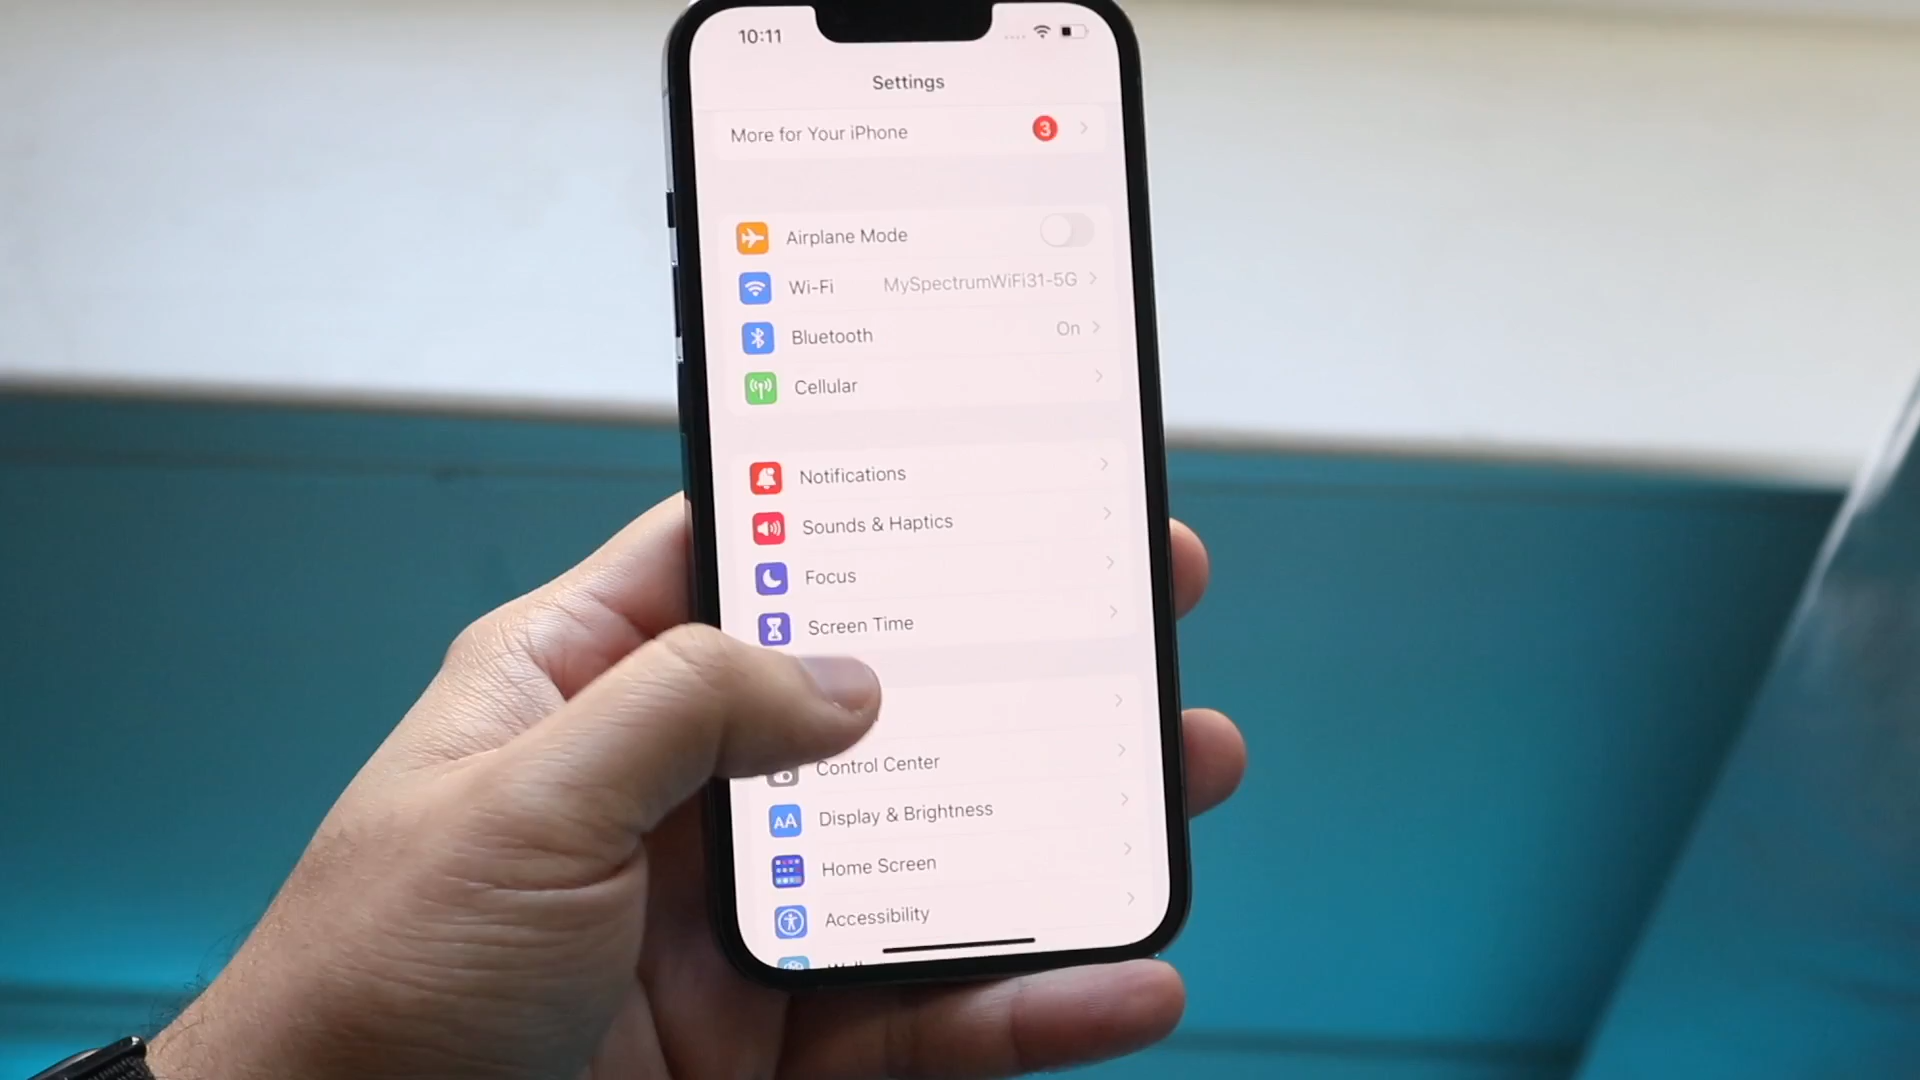 10:11
Settings
More for Your iPhone 3
Airplane Mode
Wi-Fi MySpectrumWiFi31-5G
Bluetooth On
Cellular
Notifications
Sounds & Haptics
Focus
Screen Time
Control Center
AA Display & Brightness
Home Screen
Accessibility